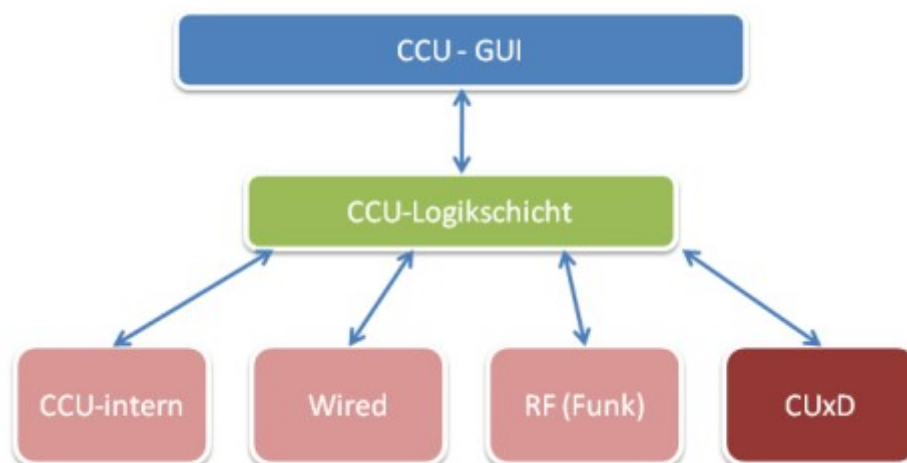 CCU - GUI
CCU-Logikschicht
CCU-intern
Wired
RF (Funk)
CUxD